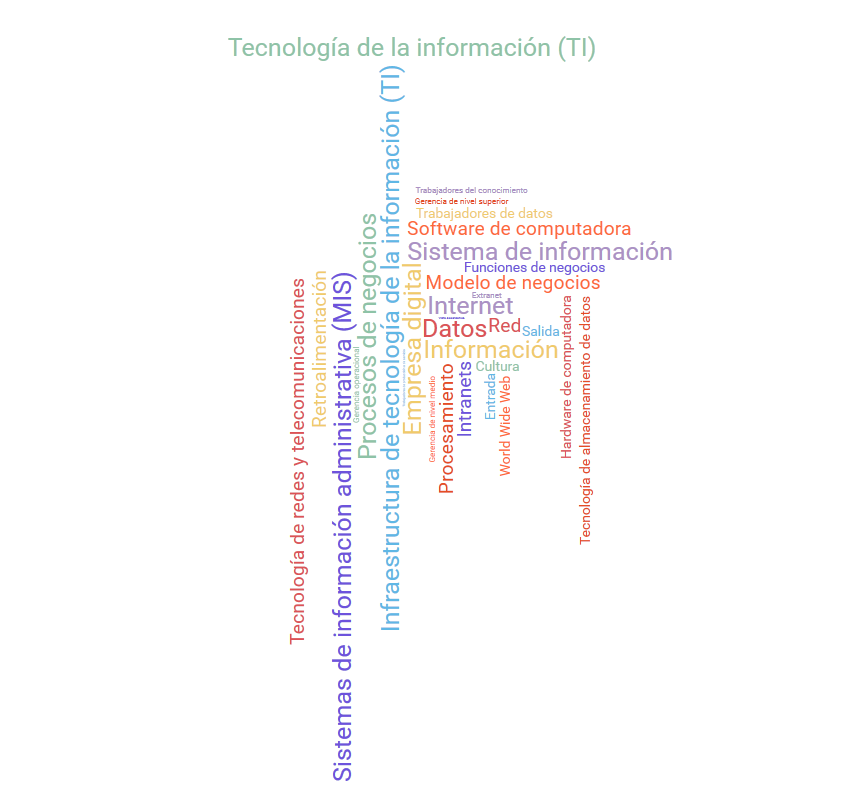 Tecnología de la información (TI)
Infraestructura de tecnología de la información (TI)
Trabajadores del conocimiento
Gerencia de nivel superior
Trabajadores de datos
Software de computadora
Sistema de información
Funciones de negocios
Modelo de negocios
Extranet
Internet
Datos
Red
Salida
Información
Cultura
Empresa digital
Procesos de negocios
Gerencia operacional
Sistemas de información administrativa (MIS)
Retroalimentación
Tecnología de redes y telecomunicaciones
Gerencia de nivel medio
Procesamiento
Intranets
Entrada
World Wide Web
Hardware de computadora
Tecnología de almacenamiento de datos